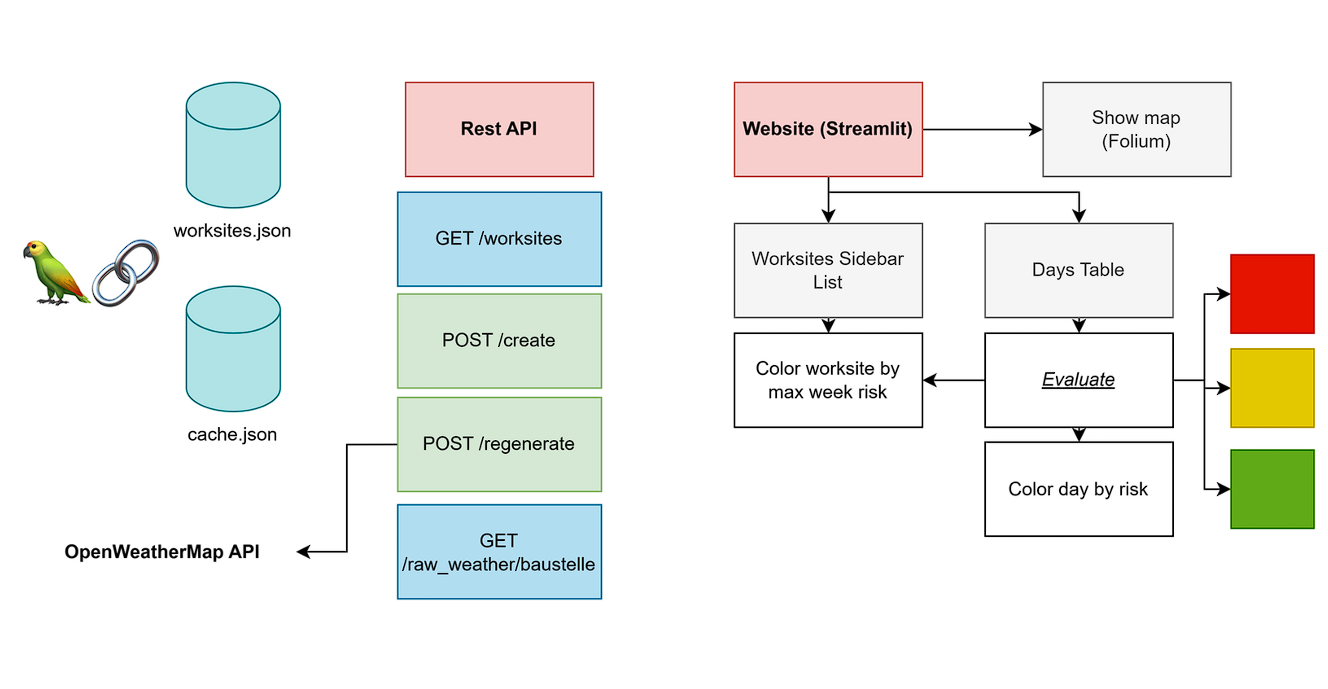 worksites.json
cache.json
OpenWeatherMap API
Rest API
GET /worksites
POST /create
POST /regenerate
GET
/raw_weather/baustelle
Website (Streamlit)
Show map
(Folium)
Worksites Sidebar
List
Days Table
Color worksite by
max week risk
Evaluate
Color day by risk